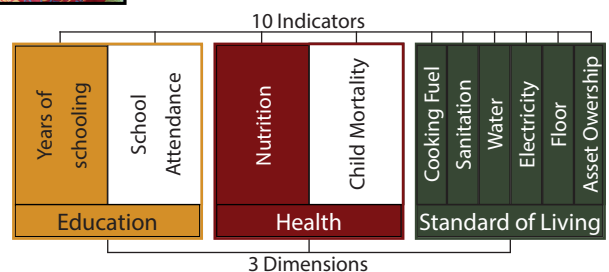 10 Indicators
Years of
schooling
School
Attendance
Nutrition
Child Mortality
Cooking Fuel
Sanitation
Water
Electricity
Floor
Asset Owership
Education
Health
Standard of Living
3 Dimensions